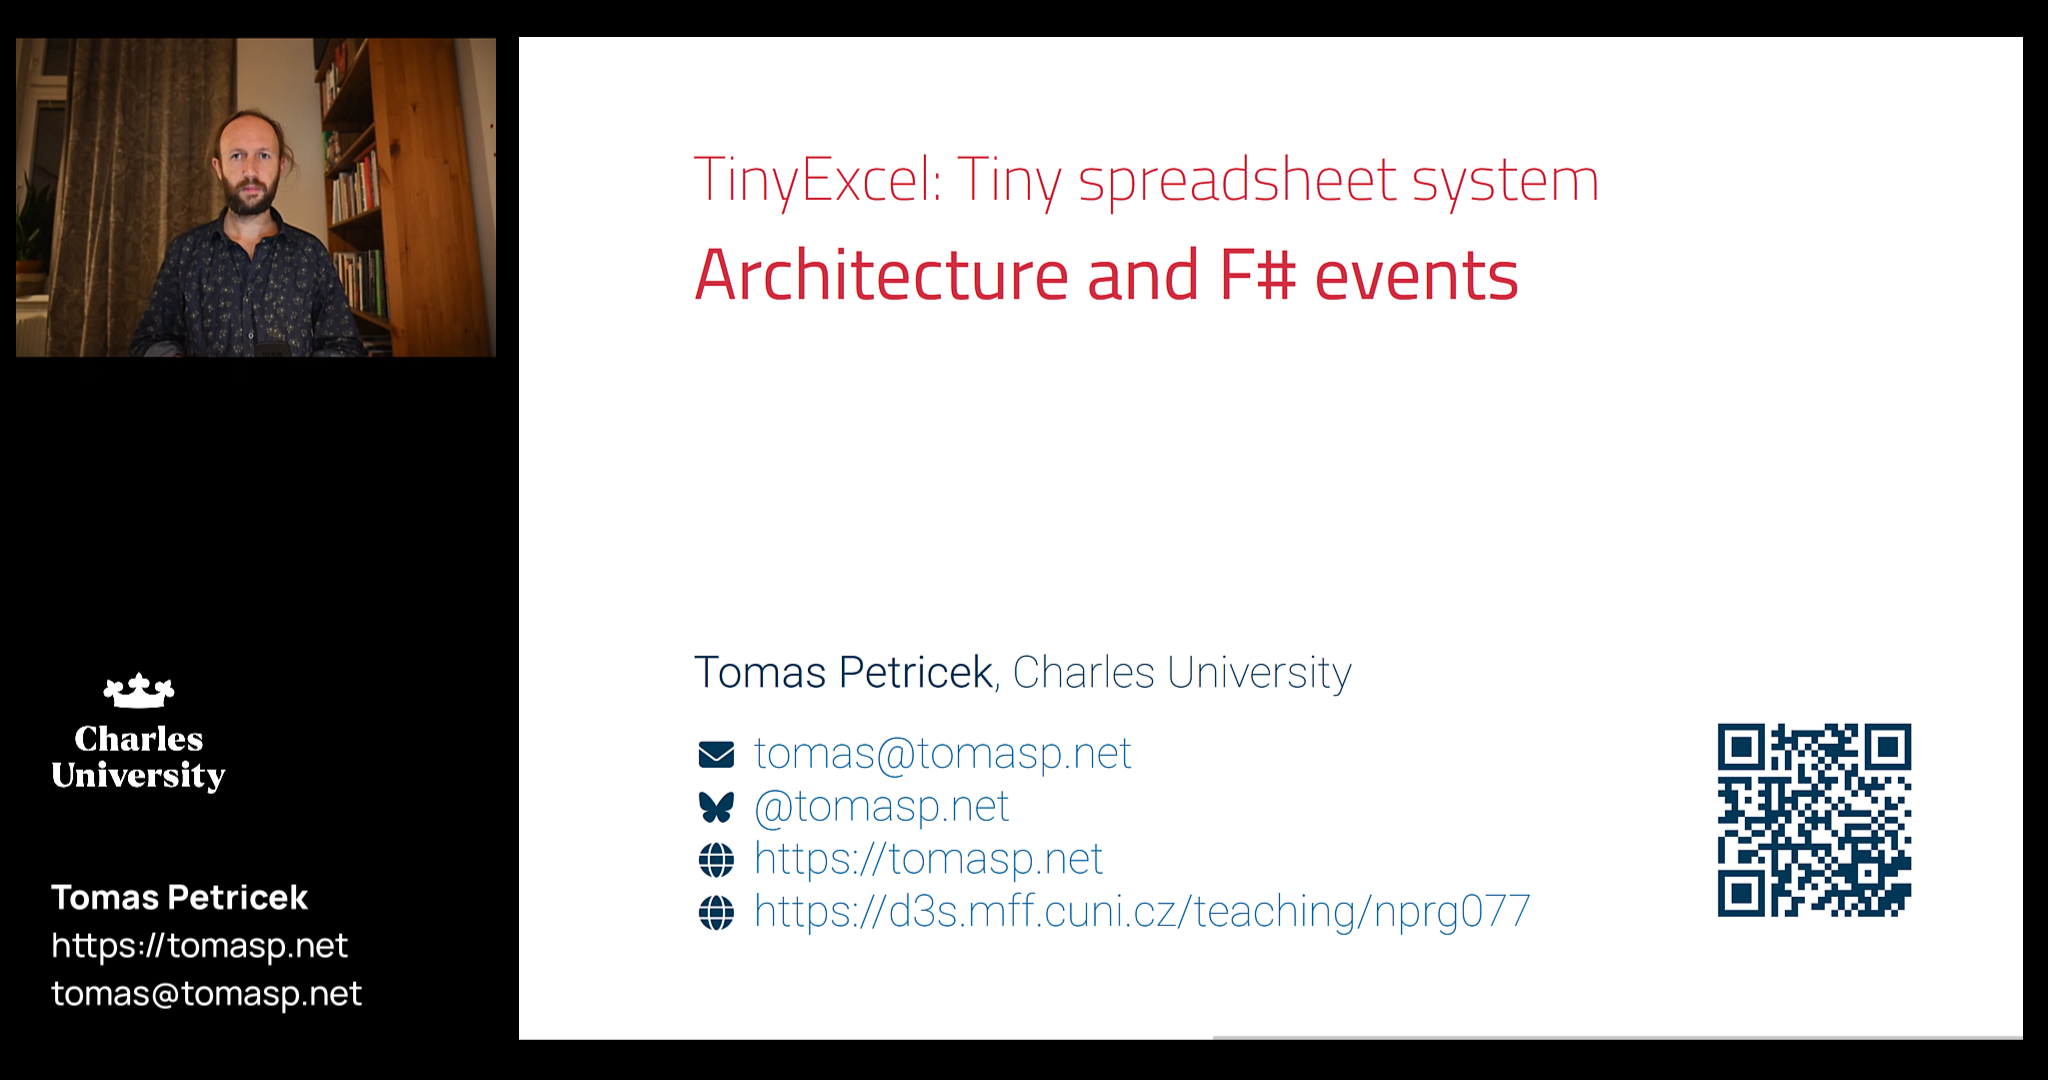 TinyExcel: Tiny spreadsheet system
Architecture and F# events
Tomas Petricek, Charles University
tomas@tomasp.net
@tomasp.net
https://tomasp.net
https://d3s.mff.cuni.cz/teaching/nprg077
Charles
University
Tomas Petricek
https://tomasp.net
tomas@tomasp.net